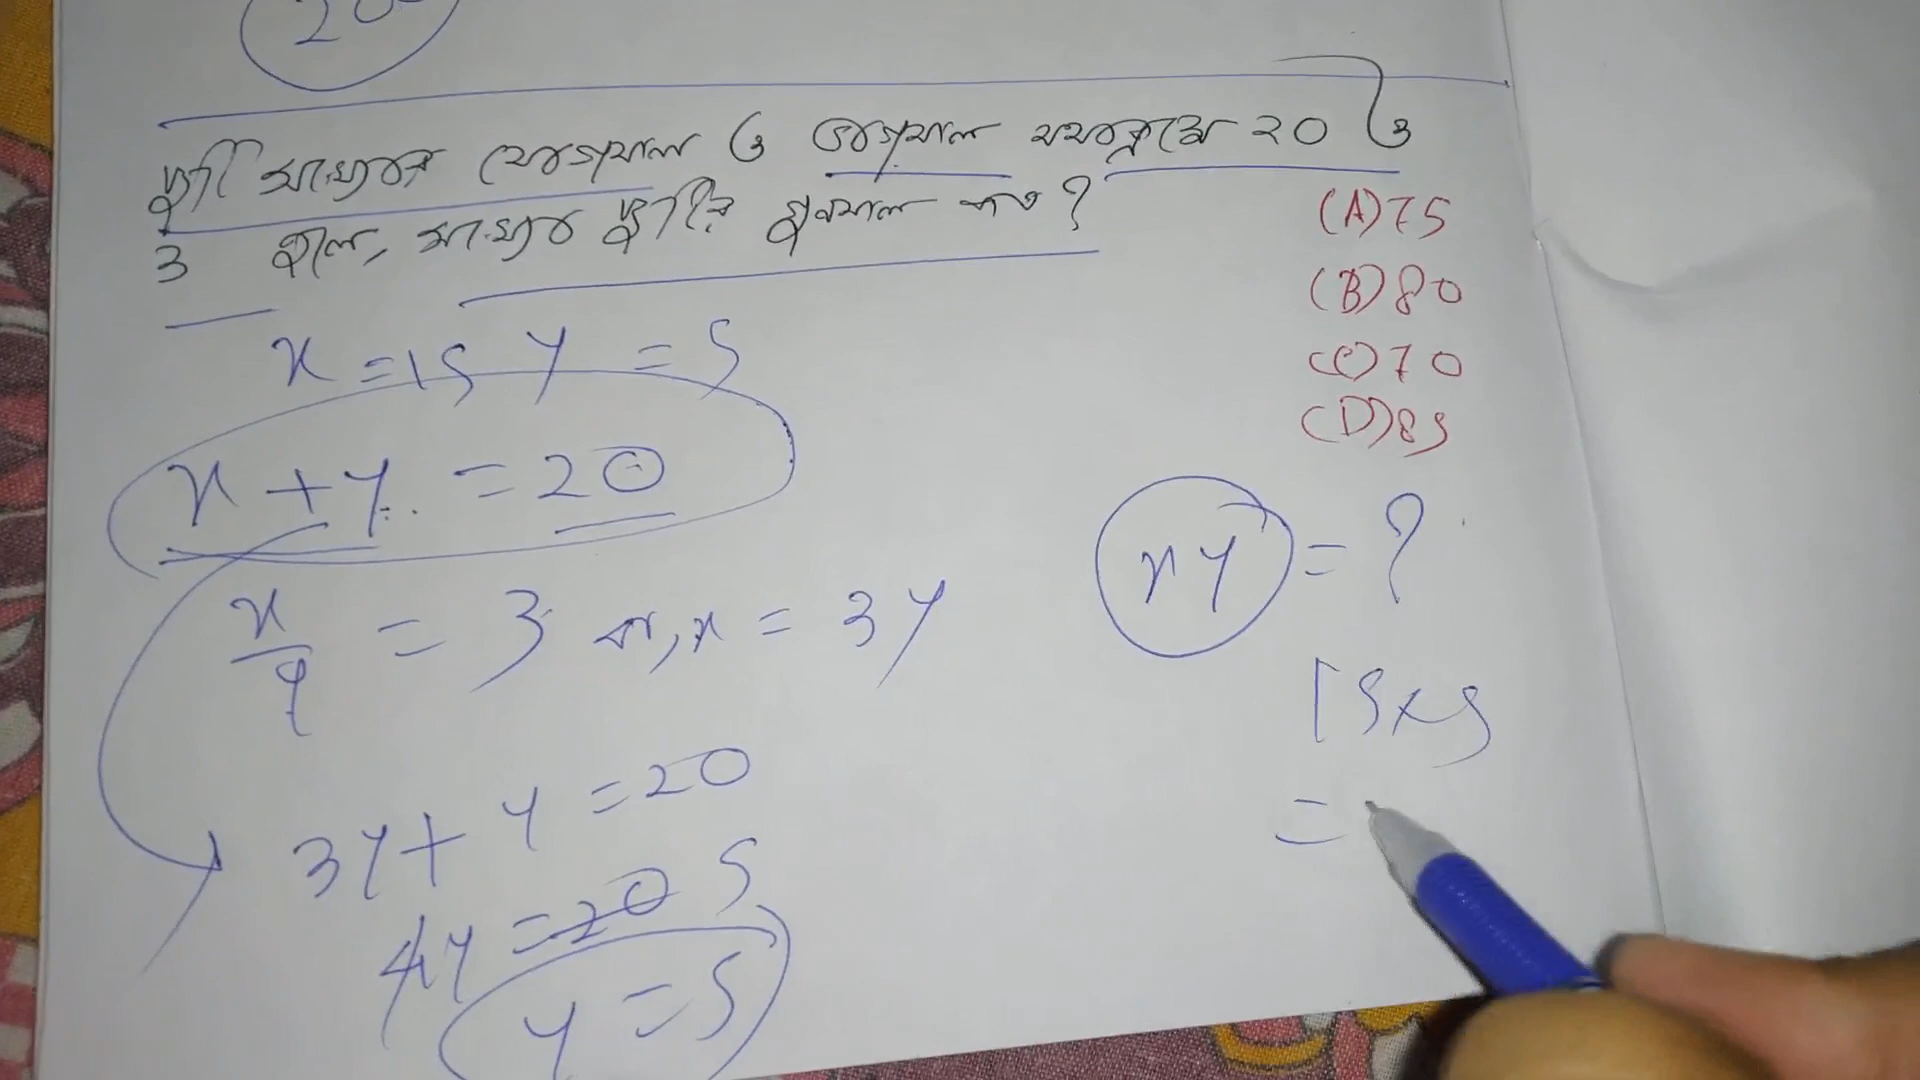 20
দুটি সংখ্যার যোগফল ও ভাগফল যথাক্রমে ২০ ও
3 হলে, সংখ্যা দুটির গুণফল কত?
(A) 75
(B) 80
(C) 70
(D) 85
x = 15 y = 5
x + y = 20
x/y = 3 বা, x = 3y
3y + y = 20
4y = 20 5
y = 5
xy = ?
15×5
=